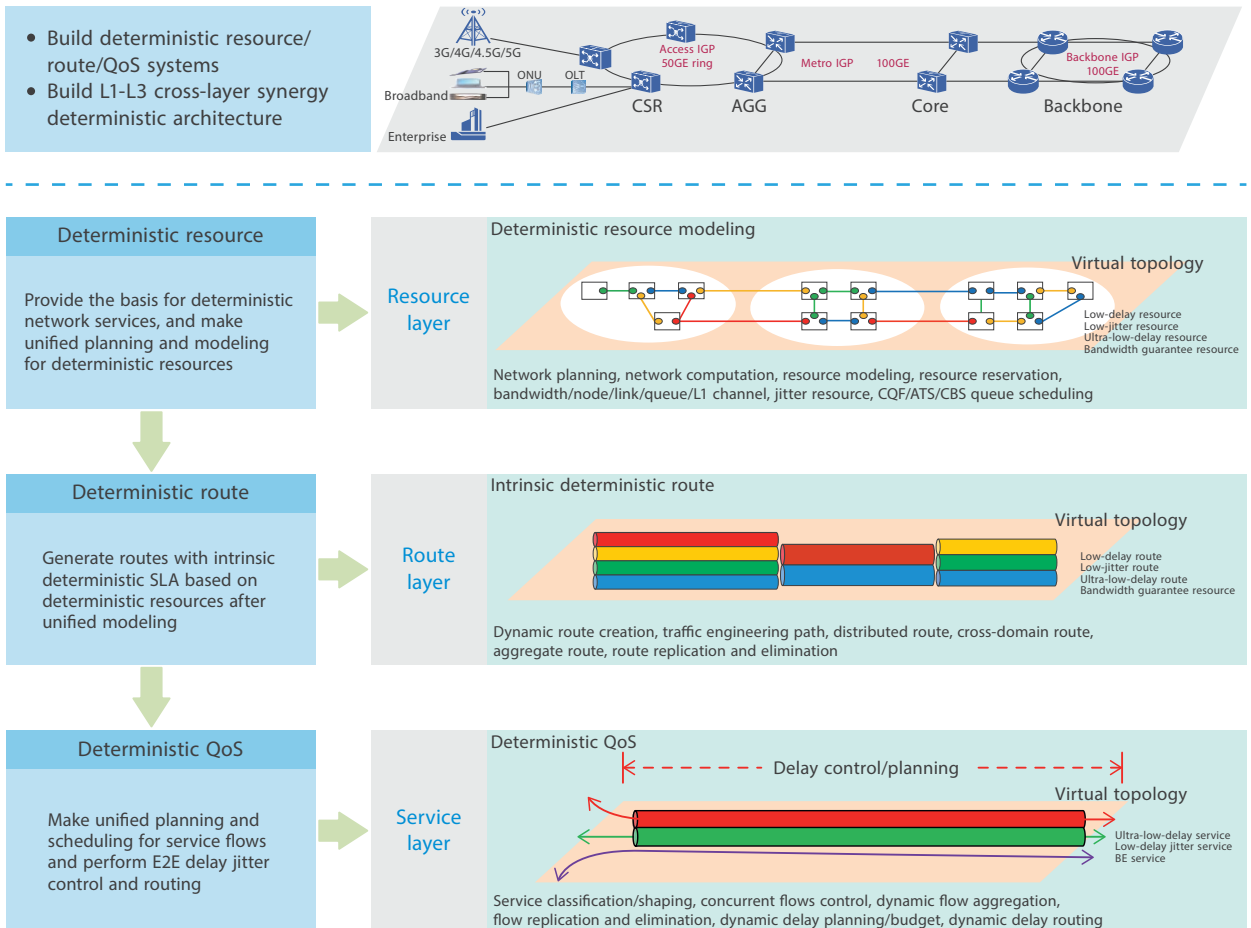 • Build deterministic resource/
route/QoS systems
• Build L1-L3 cross-layer synergy
deterministic architecture
3G/4G/4.5G/5G
Broadband
Enterprise
ONU
OLT
CSR
Access IGP
50GE ring
AGG
Metro IGP 100GE
Core
Backbone IGP
100GE
Backbone
Deterministic resource
Provide the basis for deterministic
network services, and make
unified planning and modeling
for deterministic resources
Resource
layer
Deterministic resource modeling
Virtual topology
Low-delay resource
Low-jitter resource
Ultra-low-delay resource
Bandwidth guarantee resource
Network planning, network computation, resource modeling, resource reservation,
bandwidth/node/link/queue/L1 channel, jitter resource, CQF/ATS/CBS queue scheduling
Deterministic route
Generate routes with intrinsic
deterministic SLA based on
deterministic resources after
unified modeling
Route
layer
Intrinsic deterministic route
Virtual topology
Low-delay route
Low-jitter route
Ultra-low-delay route
Bandwidth guarantee resource
Dynamic route creation, traffic engineering path, distributed route, cross-domain route,
aggregate route, route replication and elimination
Deterministic QoS
Make unified planning and
scheduling for service flows
and perform E2E delay jitter
control and routing
Service
layer
Deterministic QoS
Delay control/planning
Virtual topology
Ultra-low-delay service
Low-delay jitter service
BE service
Service classification/shaping, concurrent flows control, dynamic flow aggregation,
flow replication and elimination, dynamic delay planning/budget, dynamic delay routing